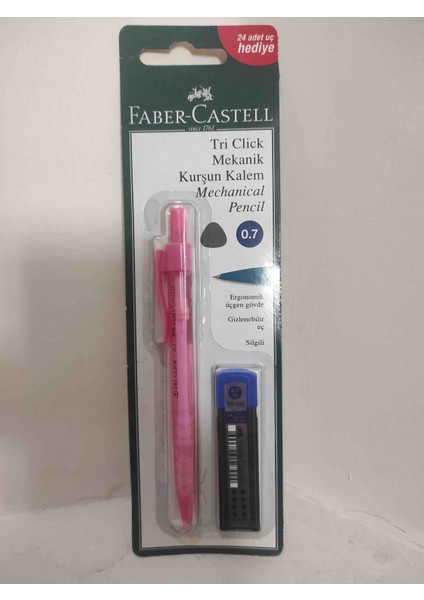 24 adet uç
hediye
FABER-CASTELL
since 1761
Tri Click
Mekanik
Kurşun Kalem
Mechanical
Pencil
0.7
Ergonomik
üçgen gövde
Gizlenebilir
uç
Silgili